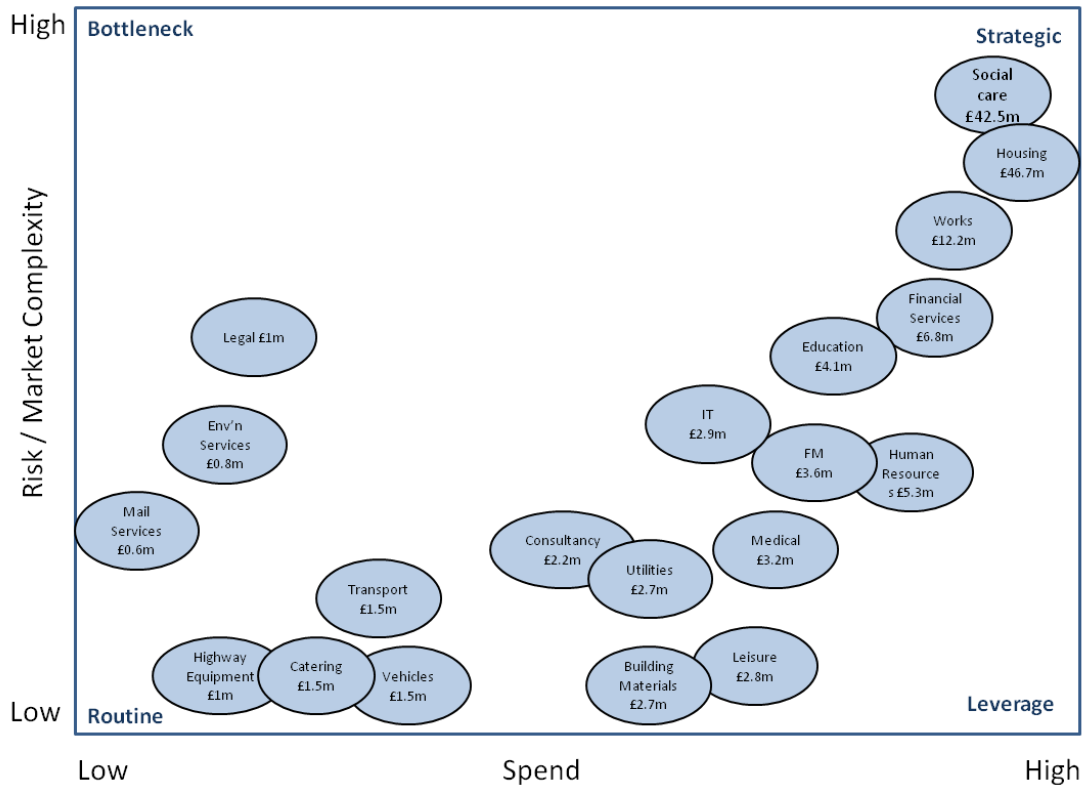 High
Bottleneck
Strategic
Social
care
£42.5m
Housing
£46.7m
Works
£12.2m
Risk / Market Complexity
Financial
Services
£6.8m
Legal £1m
Education
£4.1m
IT
£2.9m
Env'n
Services
£0.8m
FM
£3.6m
Human
Resource
s £5.3m
Mail
Services
£0.6m
Consultancy
£2.2m
Medical
£3.2m
Utilities
£2.7m
Transport
£1.5m
Highway
Equipment
£1m
Catering
£1.5m
Vehicles
£1.5m
Building
Materials
£2.7m
Leisure
£2.8m
Low
Routine
Leverage
Low
Spend
High